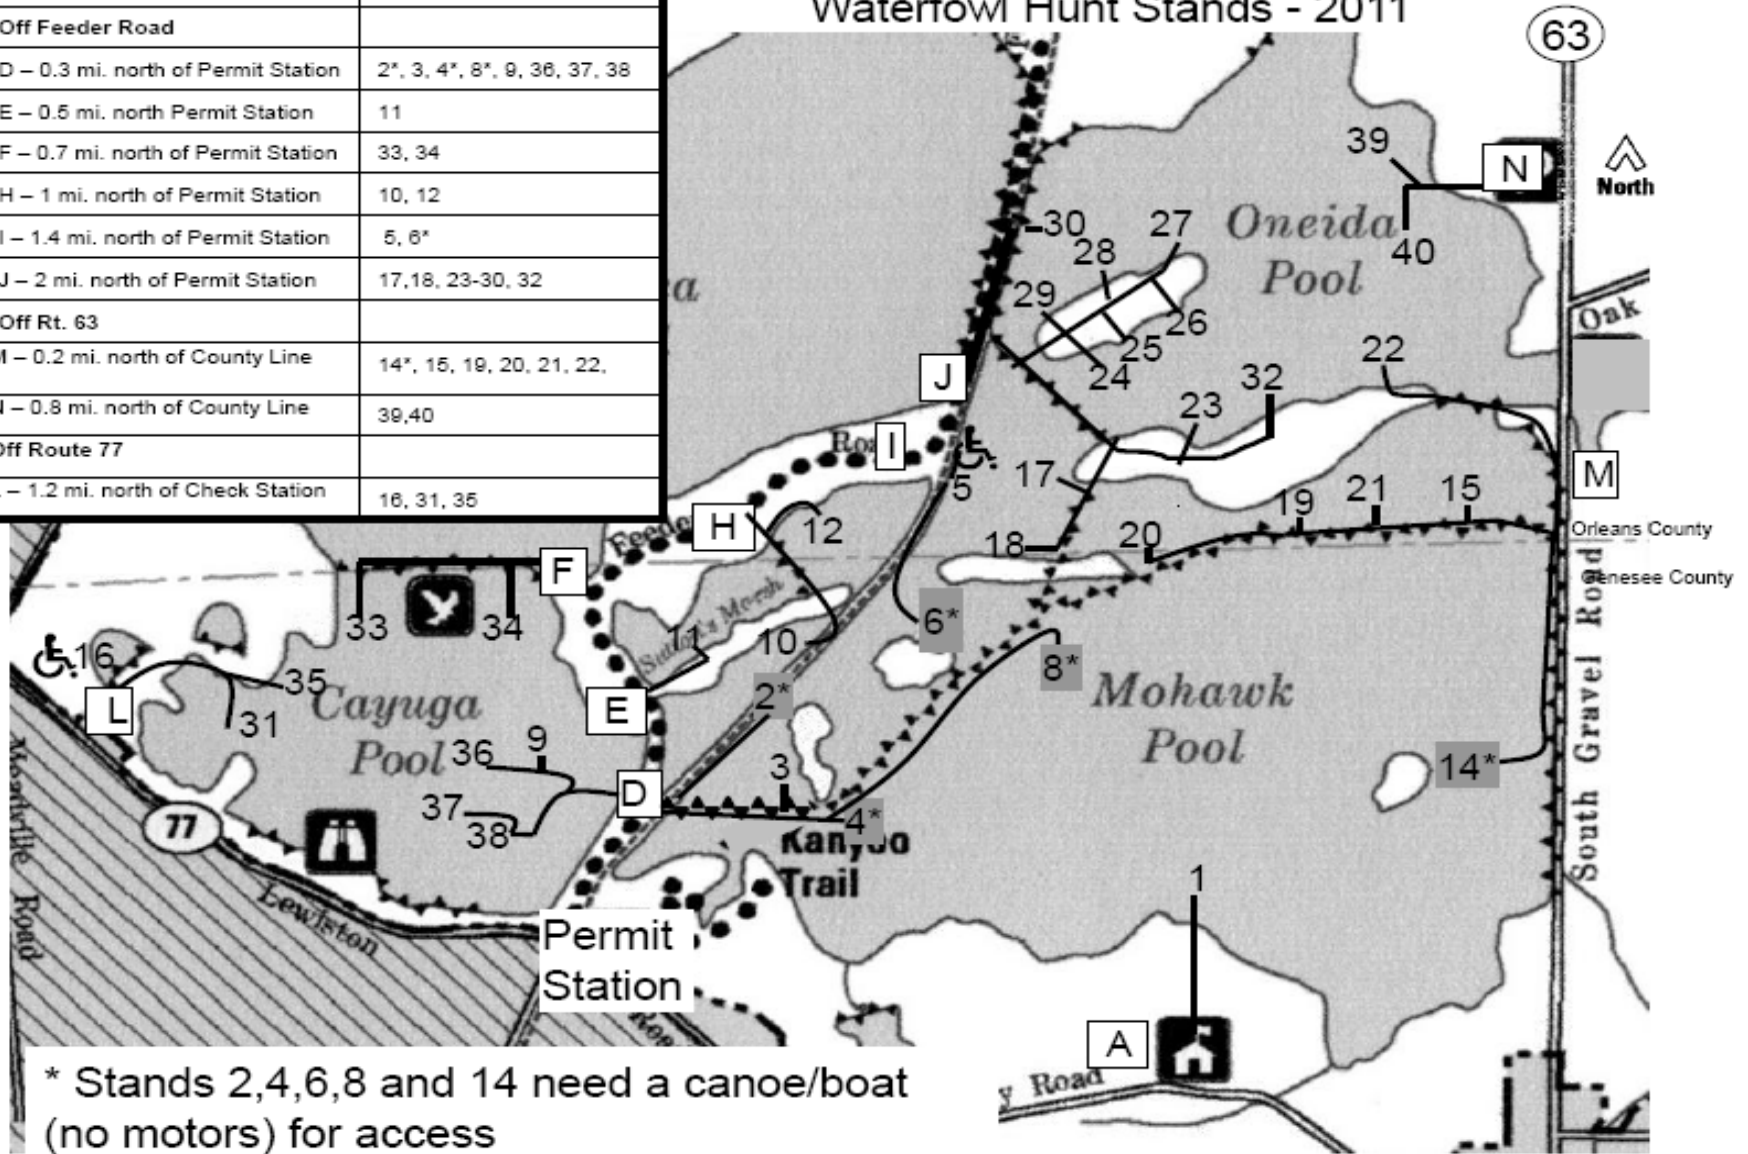 Waterfowl Hunt Stands - 2011
Off Feeder Road
D – 0.3 mi. north of Permit Station 2*, 3, 4*, 8*, 9, 36, 37, 38
E – 0.5 mi. north Permit Station 11
F – 0.7 mi. north of Permit Station 33, 34
H – 1 mi. north of Permit Station 10, 12
I – 1.4 mi. north of Permit Station 5, 6*
J – 2 mi. north of Permit Station 17,18, 23-30, 32
Off Rt. 63
M – 0.2 mi. north of County Line 14*, 15, 19, 20, 21, 22,
N – 0.8 mi. north of County Line 39,40
Off Route 77
– 1.2 mi. north of Check Station 16, 31, 35
63
39
N
North
40
Oneida
Pool
30
27
28
29
26
25
24
Oak
22
32
23
J
I
5
17
M
19
21
15
Orleans County
H
12
18
20
Genesee County
F
33
34
Feeder
6*
11
10
8*
16
L
35
31
Cayuga
Pool
E
2*
Mohawk
Pool
14*
South Gravel Road
36
9
D
3
37
38
4*
77
Trail
1
Lewiston
Meadville Road
Permit
Station
A
Road
* Stands 2,4,6,8 and 14 need a canoe/boat
(no motors) for access